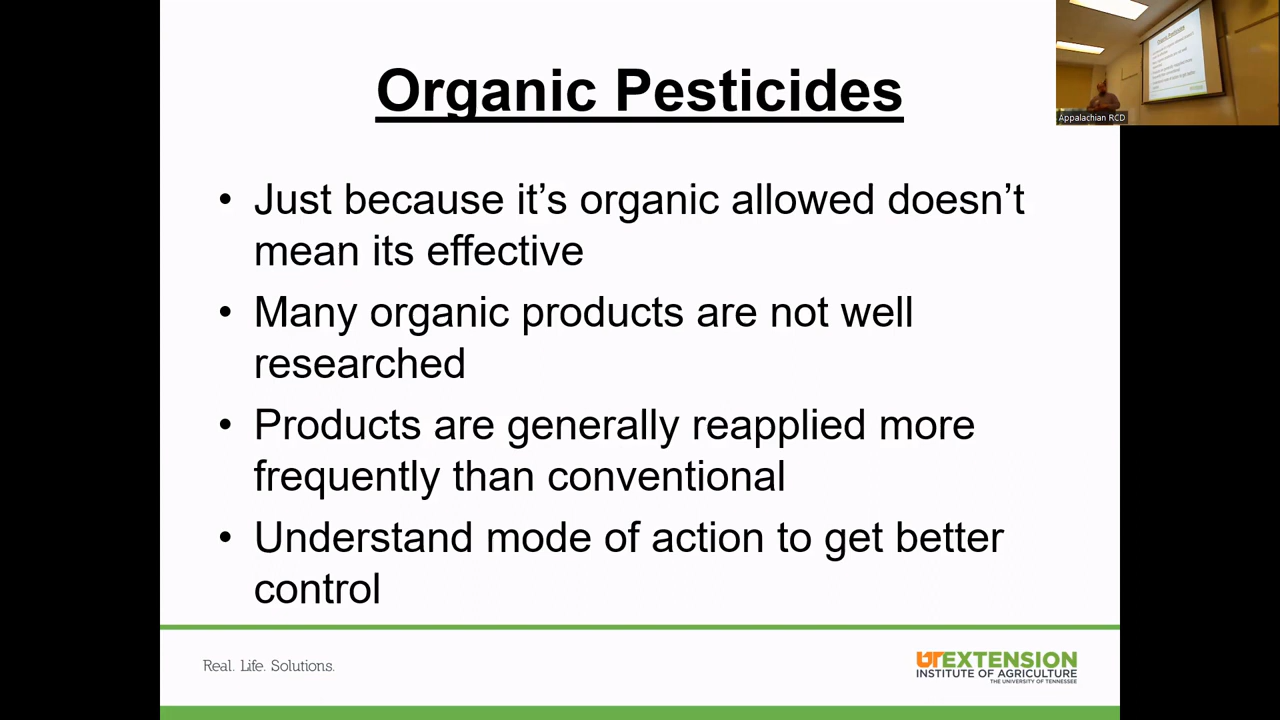 Organic Pesticides
• Just because it’s organic allowed doesn’t
mean its effective
• Many organic products are not well
researched
• Products are generally reapplied more
frequently than conventional
• Understand mode of action to get better
control
Real. Life. Solutions.
UTEXTENSION
INSTITUTE OF AGRICULTURE
THE UNIVERSITY OF TENNESSEE
Organic Pesticides
Appalachian RCD